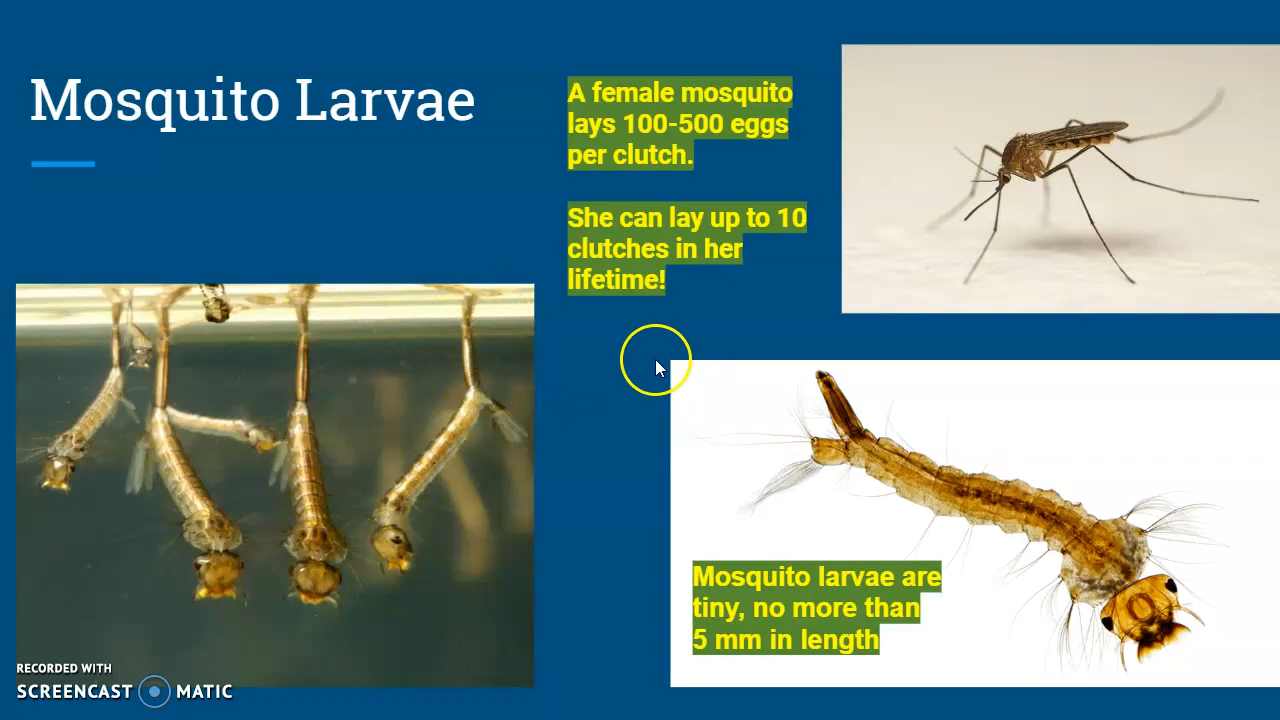 Mosquito Larvae
A female mosquito
lays 100-500 eggs
per clutch.
She can lay up to 10
clutches in her
lifetime!
Mosquito larvae are
tiny, no more than
5 mm in length
RECORDED WITH
SCREENCAST MATIC